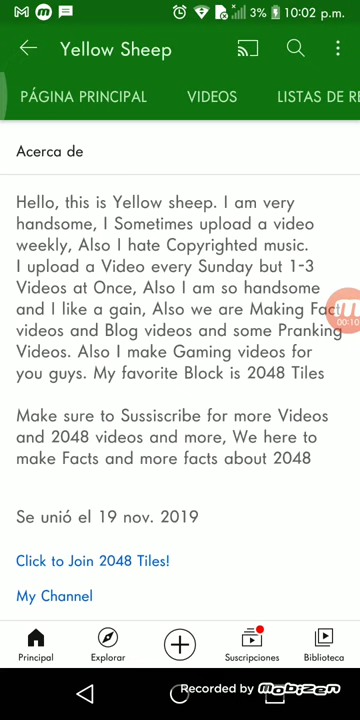 3% 10:02 p.m.
Yellow Sheep
PÁGINA PRINCIPAL VIDEOS LISTAS DE RE
Acerca de
Hello, this is Yellow sheep. I am very
handsome, I Sometimes upload a video
weekly, Also I hate Copyrighted music.
I upload a Video every Sunday but 1-3
Videos at Once, Also I am so handsome
and I like a gain, Also we are Making Fact
videos and Blog videos and some Pranking
Videos. Also I make Gaming videos for
you guys. My favorite Block is 2048 Tiles
00:10
Make sure to Sussiscribe for more Videos
and 2048 videos and more, We here to
make Facts and more facts about 2048
Se unió el 19 nov. 2019
Click to Join 2048 Tiles!
My Channel
Principal Explorar Suscripciones Biblioteca
Recorded by Mobizen